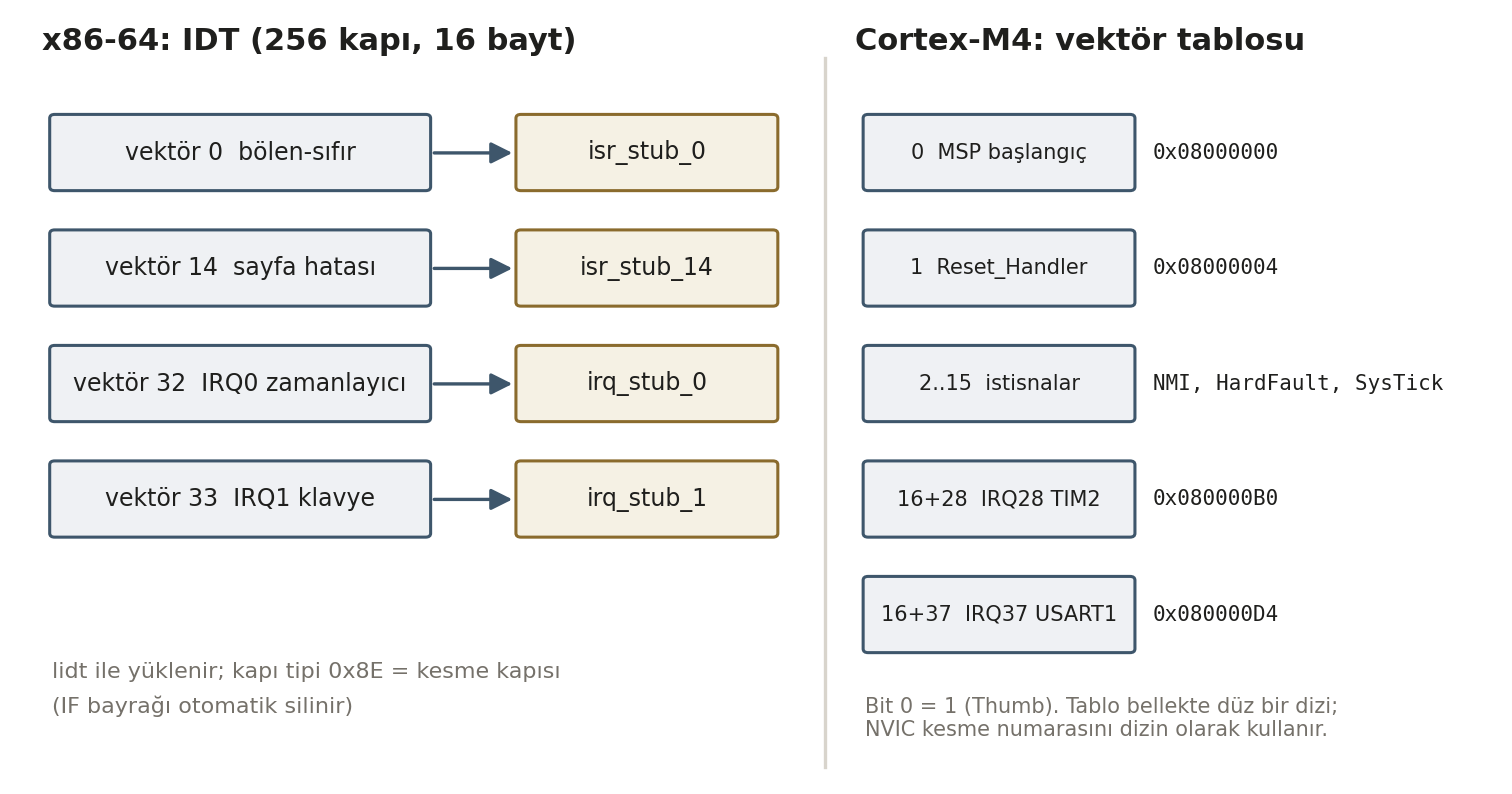 x86-64: IDT (256 kapı, 16 bayt)
vektör 0  bölen-sıfır
isr_stub_0
vektör 14  sayfa hatası
isr_stub_14
vektör 32  IRQ0 zamanlayıcı
irq_stub_0
vektör 33  IRQ1 klavye
irq_stub_1
lidt ile yüklenir; kapı tipi 0x8E = kesme kapısı
(IF bayrağı otomatik silinir)
Cortex-M4: vektör tablosu
0  MSP başlangıç
0x08000000
1  Reset_Handler
0x08000004
2..15  istisnalar
NMI, HardFault, SysTick
16+28  IRQ28 TIM2
0x080000B0
16+37  IRQ37 USART1
0x080000D4
Bit 0 = 1 (Thumb). Tablo bellekte düz bir dizi;
NVIC kesme numarasını dizin olarak kullanır.